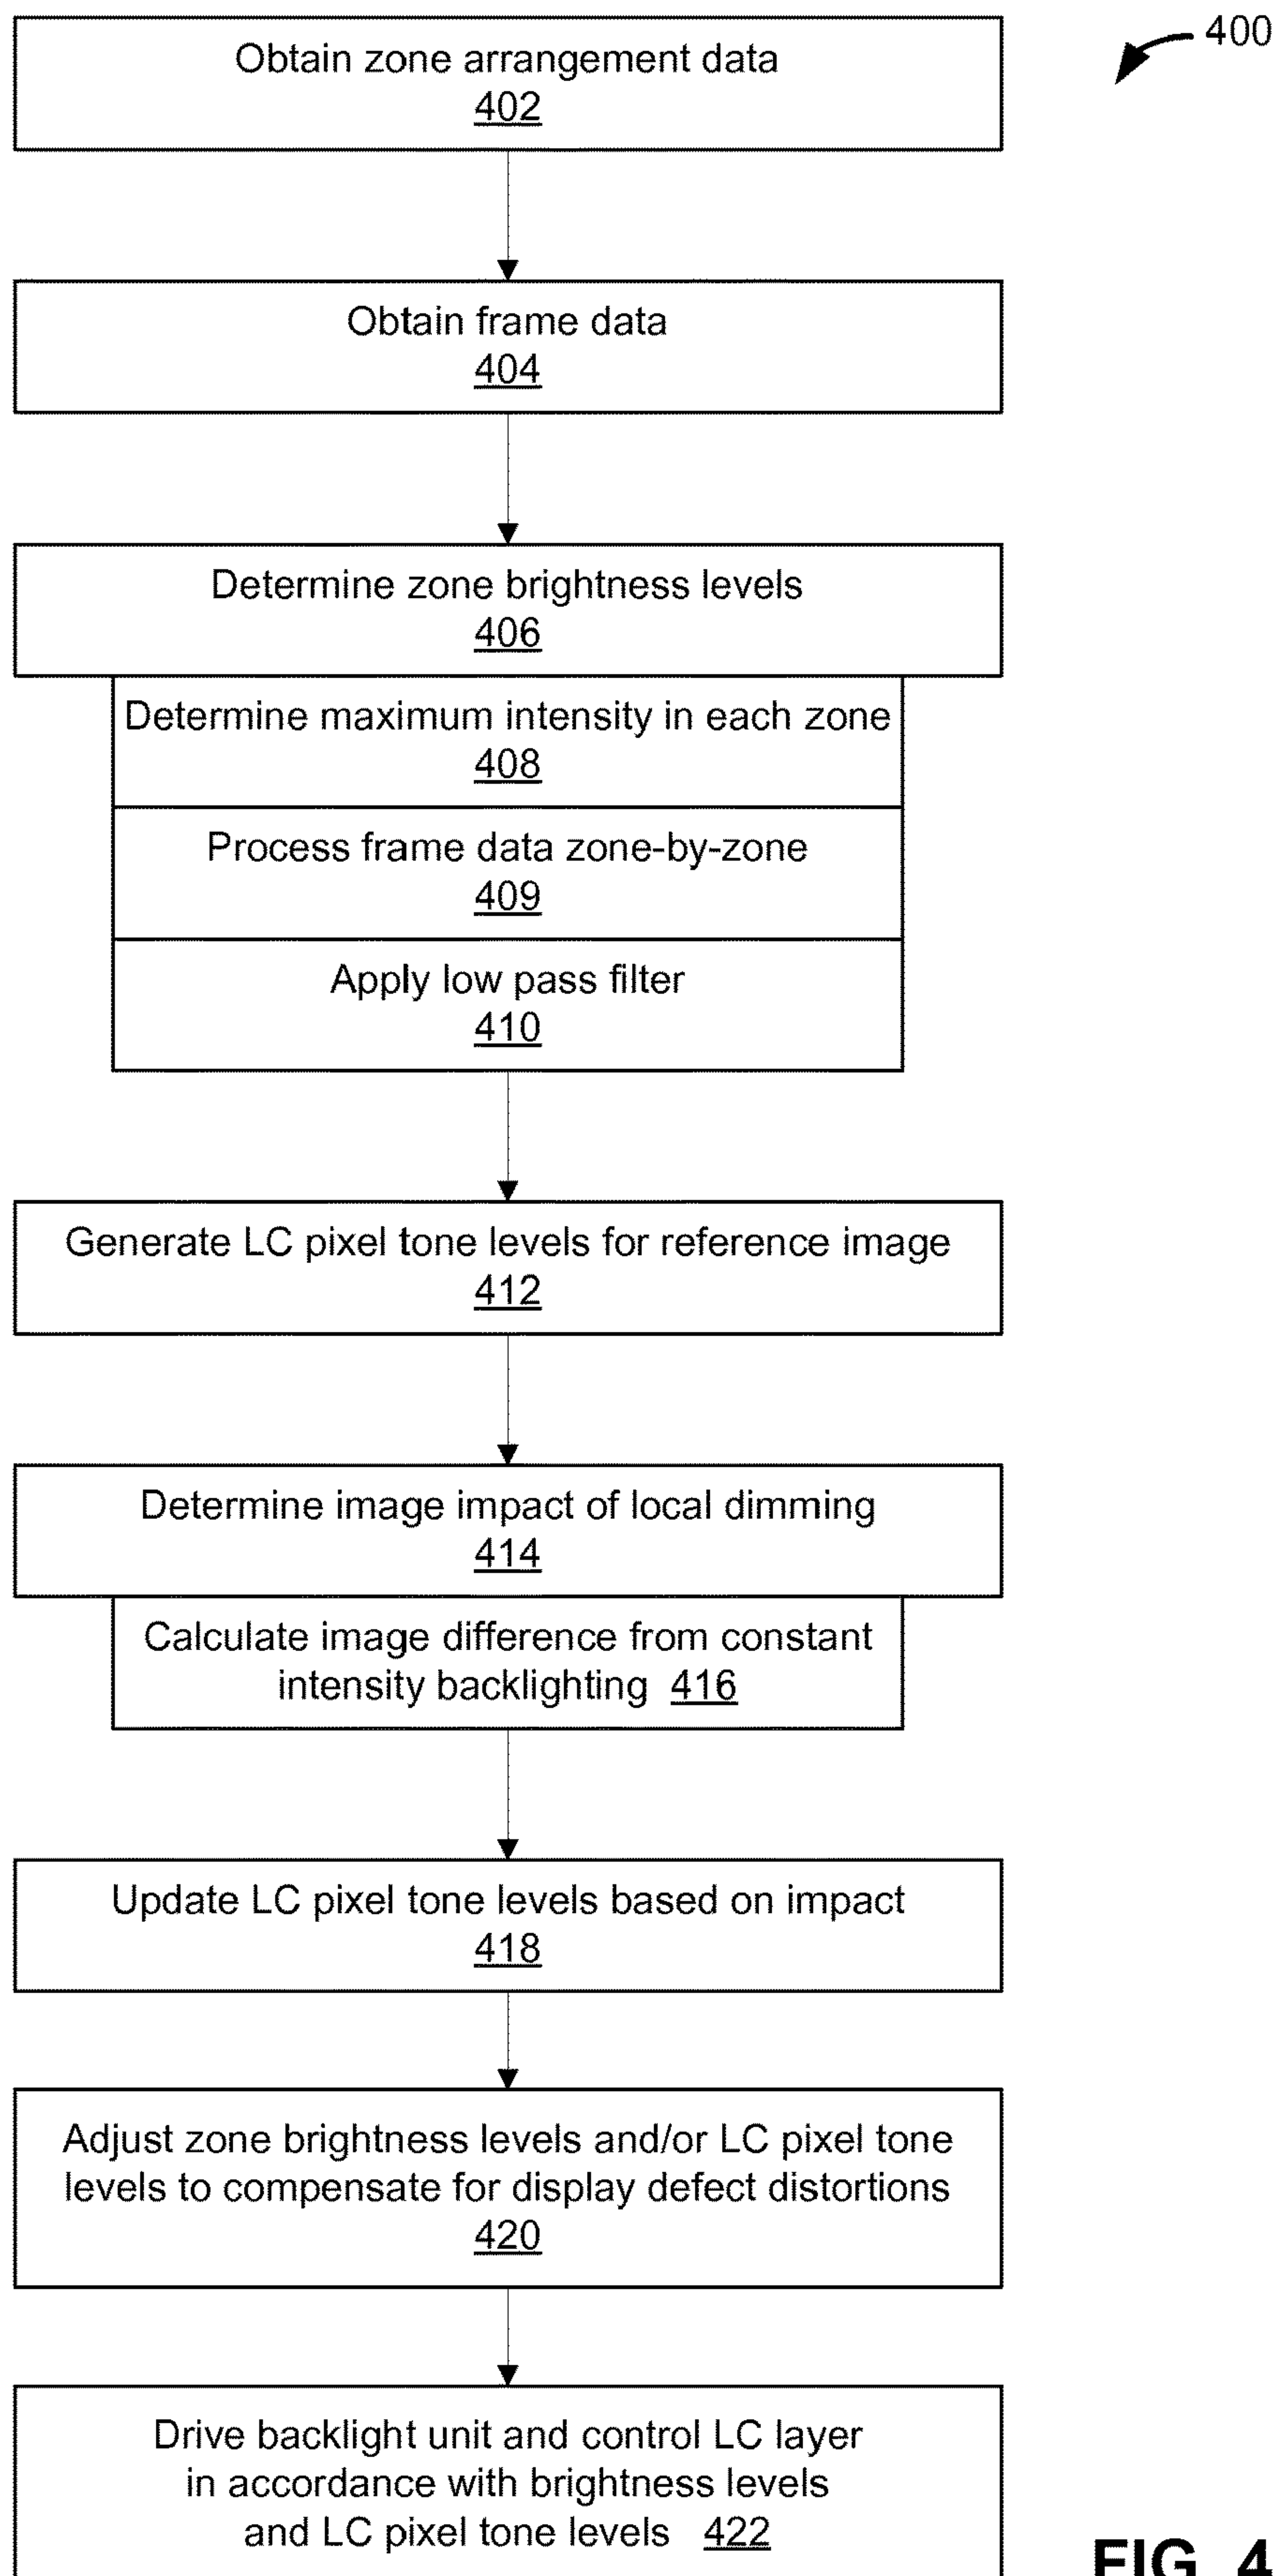 400
Obtain zone arrangement data
402
Obtain frame data
404
Determine zone brightness levels
406
Determine maximum intensity in each zone
408
Process frame data zone-by-zone
409
Apply low pass filter
410
Generate LC pixel tone levels for reference image
412
Determine image impact of local dimming
414
Calculate image difference from constant
intensity backlighting 416
Update LC pixel tone levels based on impact
418
Adjust zone brightness levels and/or LC pixel tone
levels to compensate for display defect distortions
420
Drive backlight unit and control LC layer
in accordance with brightness levels
and LC pixel tone levels 422
FIG. 4